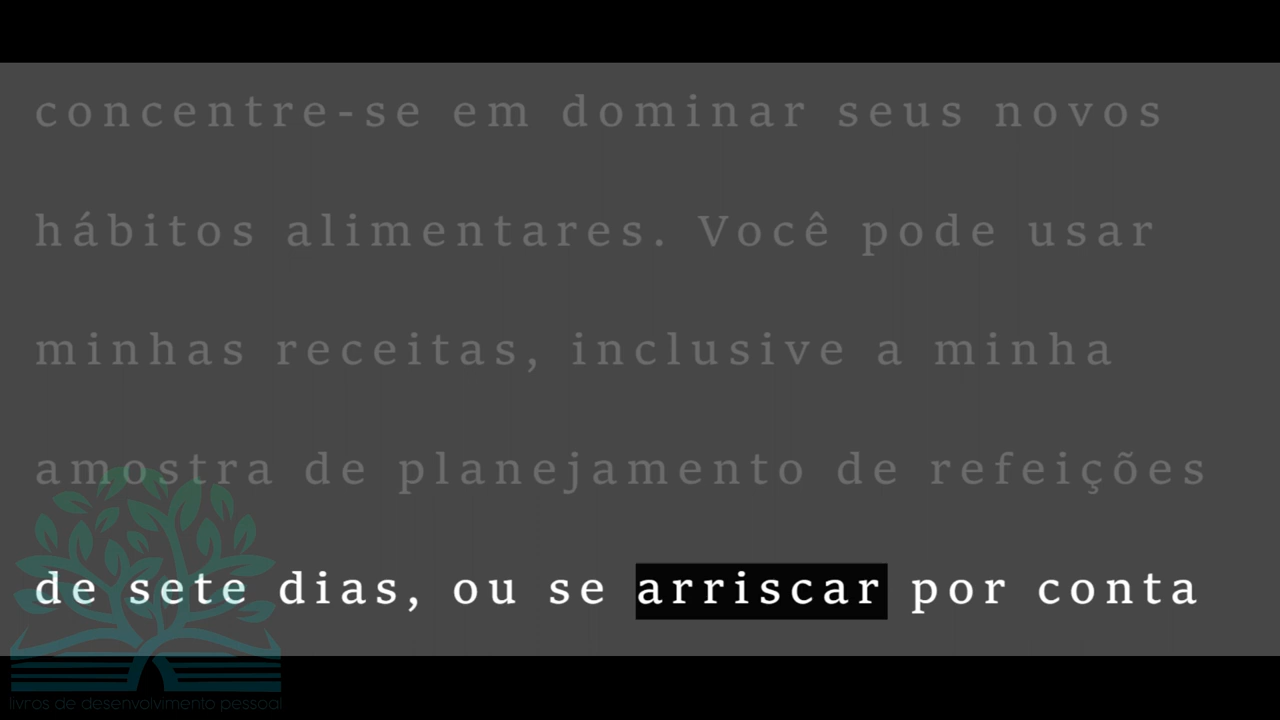 concentre-se em dominar seus novos
hábitos alimentares. Você pode usar
minhas receitas, inclusive a minha
amostra de planejamento de refeições
de sete dias, ou se arriscar por conta
livros de desenvolvimento pessoal